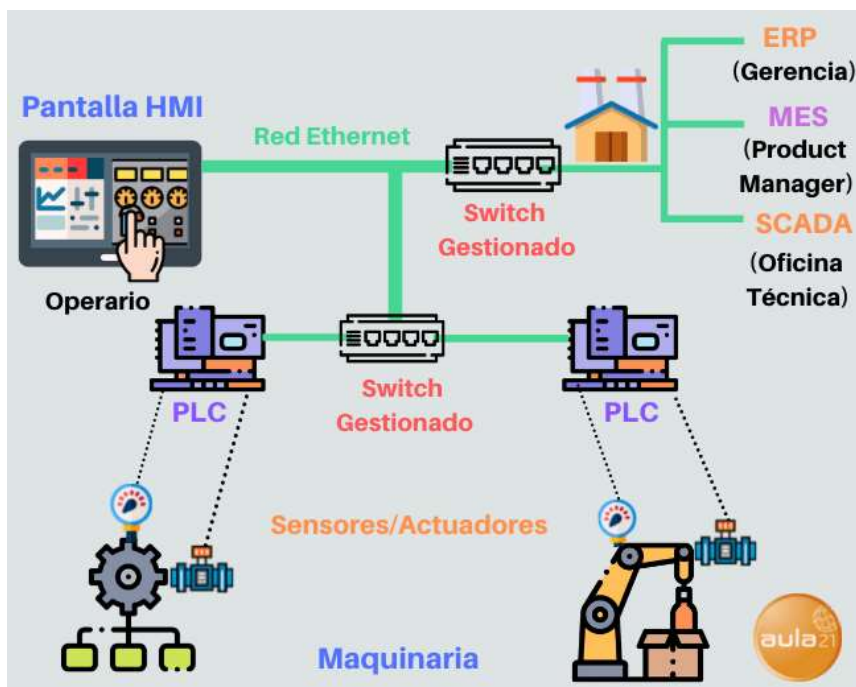 ERP
(Gerencia)
Pantalla HMI
MES
Red Ethernet
(Product
Manager)
Switch
Gestionado
SCADA
(Oficina
Técnica)
Operario
Switch
Gestionado
PLC
PLC
Sensores/Actuadores
Maquinaria
aula21